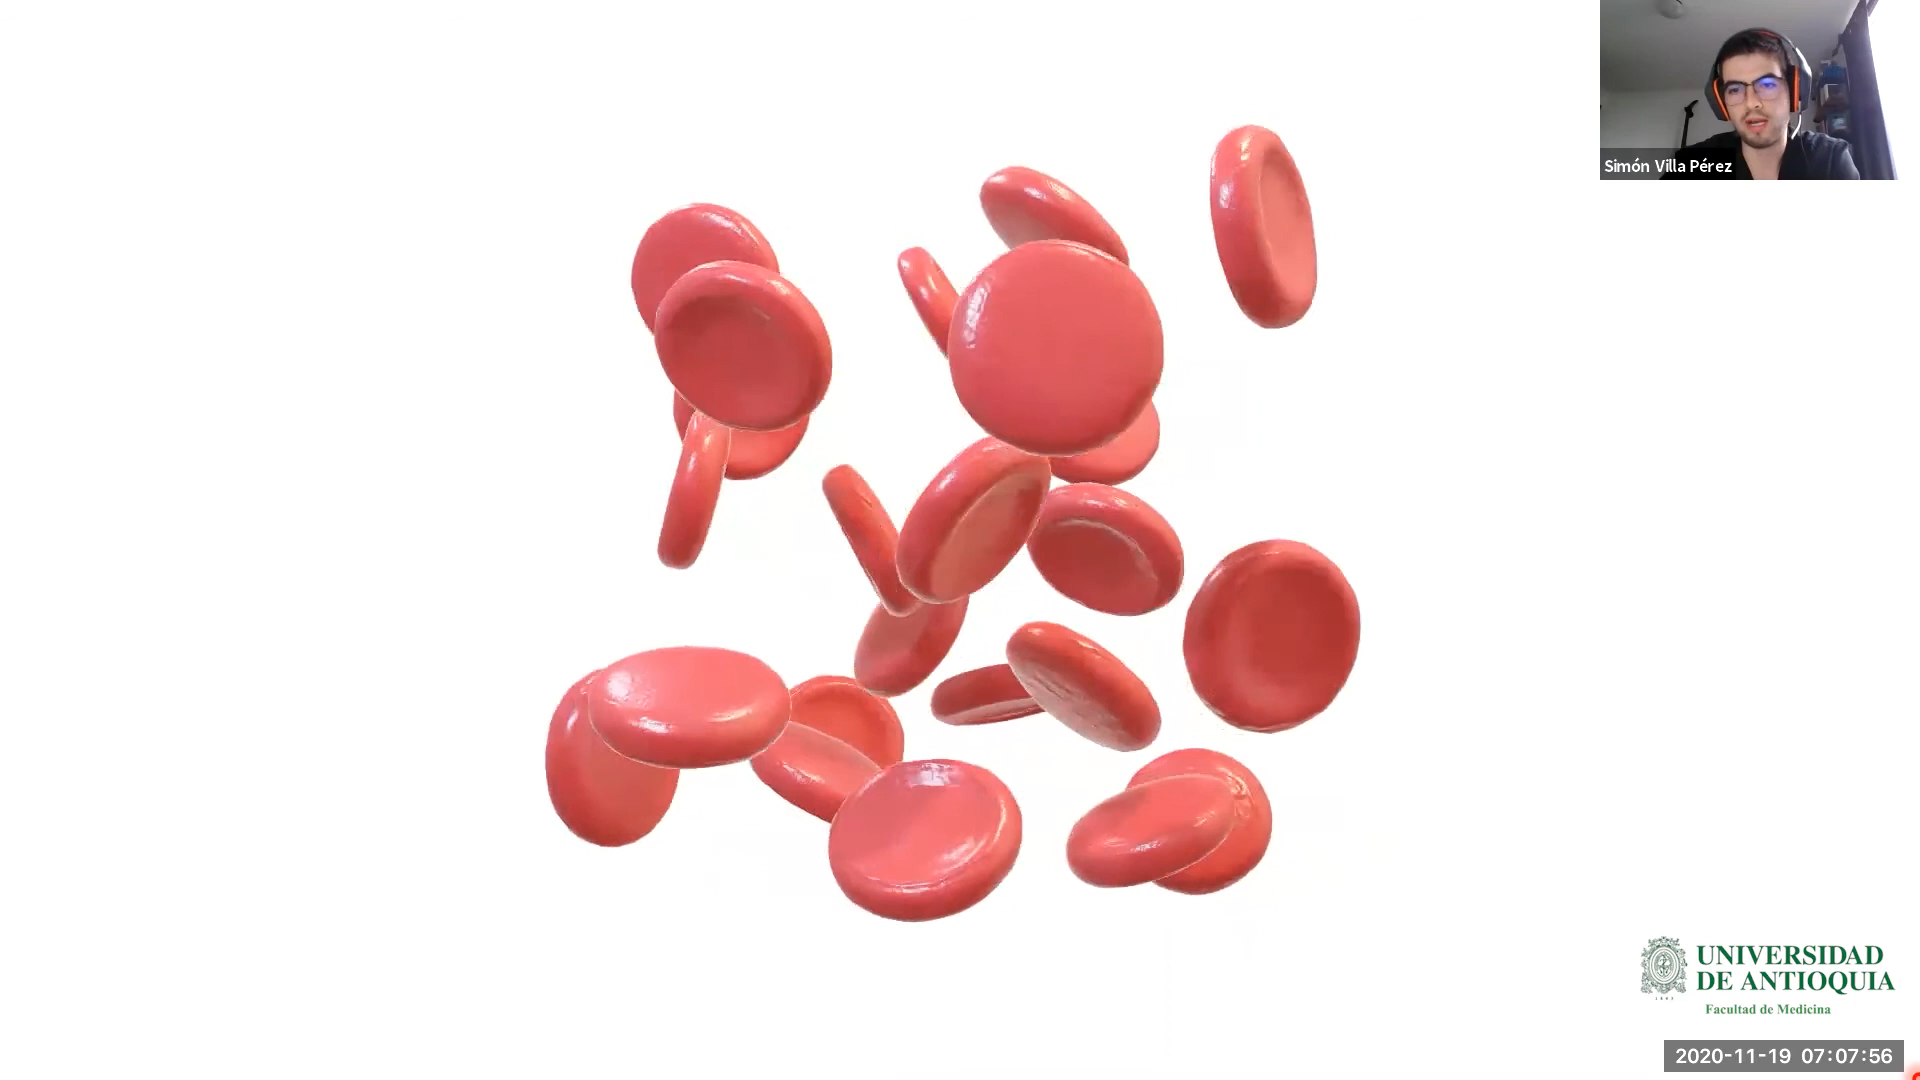 Simón Villa Pérez
UNIVERSIDAD
DE ANTIOQUIA
Facultad de Medicina
2020-11-19 07:07:56